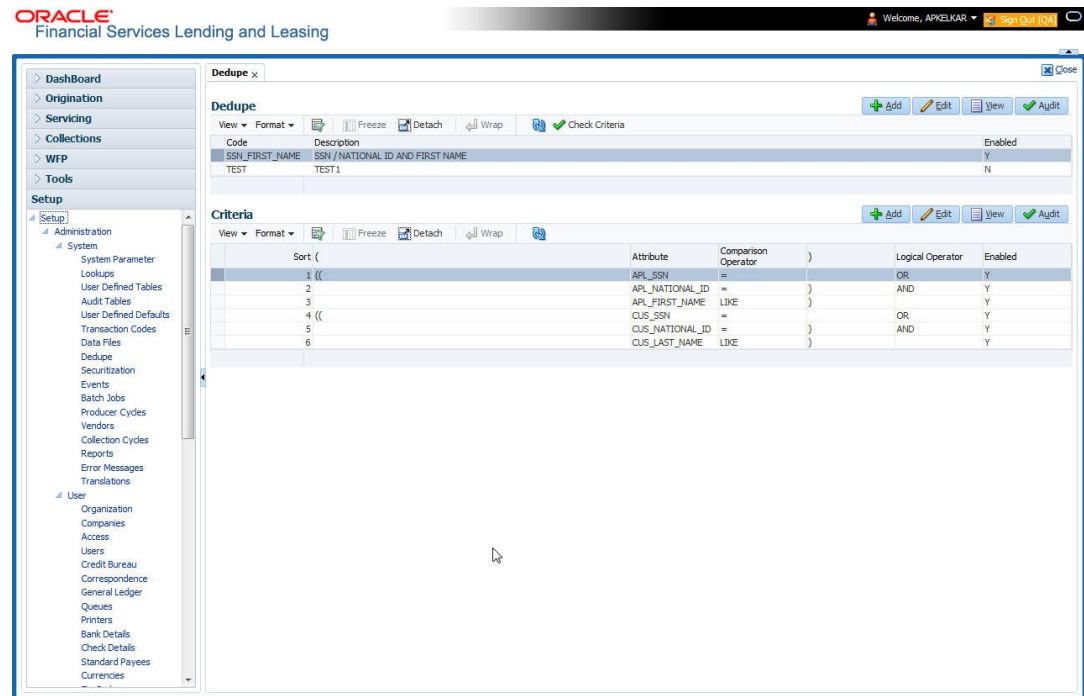 ORACLE
Financial Services Lending and Leasing
Welcome, APKELKAR
Sign Out [QA]
DashBoard
Origination
Servicing
Collections
WFP
Tools
Setup
Setup
Administration
System
System Parameter
Lookups
User Defined Tables
Audit Tables
User Defined Defaults
Transaction Codes
Data Files
Dedupe
Securitization
Events
Batch Jobs
Producer Cycles
Vendors
Collection Cycles
Reports
Error Messages
Translations
User
Organization
Companies
Access
Users
Credit Bureau
Correspondence
General Ledger
Queues
Printers
Bank Details
Check Details
Standard Payees
Currencies
Dedupe x
Close
Dedupe
Add Edit View Audit
View Format Freeze Detach Wrap Check Criteria
Code Description Enabled
SSN_FIRST_NAME SSN / NATIONAL ID AND FIRST NAME Y
TEST TEST1 N
Criteria
Add Edit View Audit
View Format Freeze Detach Wrap
Sort ( Attribute Comparison Operator ) Logical Operator Enabled
1 (( APL_SSN = OR Y
2 APL_NATIONAL_ID = ) AND Y
3 APL_FIRST_NAME LIKE ) Y
4 (( CUS_SSN = OR Y
5 CUS_NATIONAL_ID = ) AND Y
6 CUS_LAST_NAME LIKE ) Y